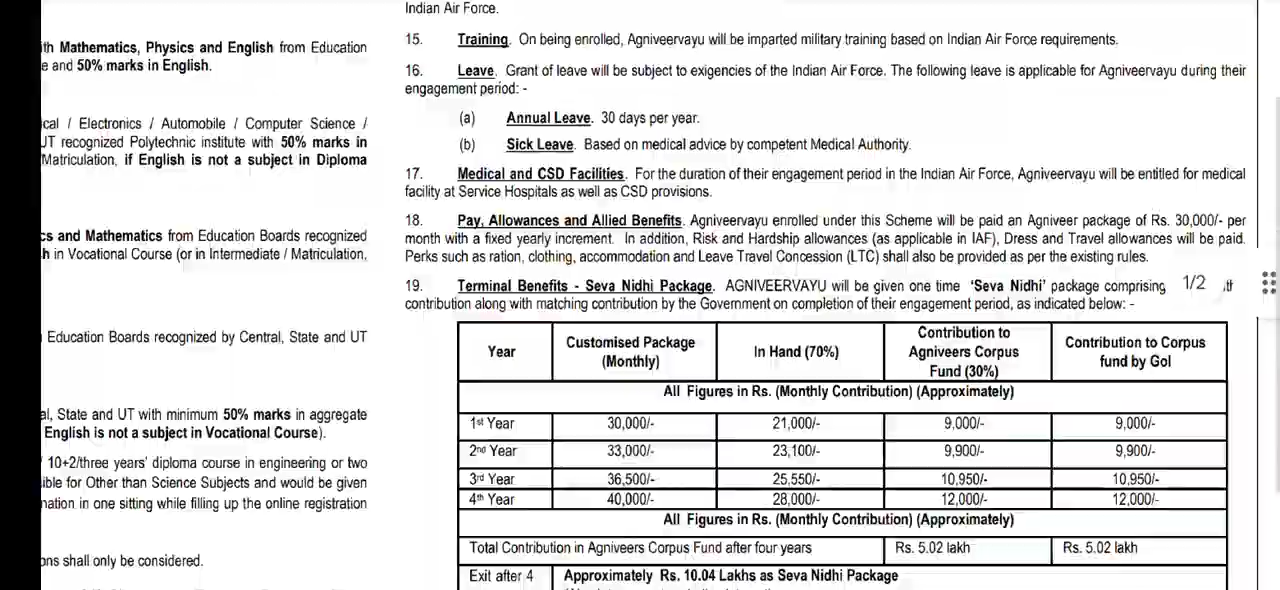 ith Mathematics, Physics and English from Education
e and 50% marks in English.
ical / Electronics / Automobile / Computer Science /
UT recognized Polytechnic institute with 50% marks in
Matriculation, if English is not a subject in Diploma
cs and Mathematics from Education Boards recognized
h in Vocational Course (or in Intermediate / Matriculation,
Education Boards recognized by Central, State and UT
al, State and UT with minimum 50% marks in aggregate
English is not a subject in Vocational Course).
/ 10+2/three years' diploma course in engineering or two
ible for Other than Science Subjects and would be given
nation in one sitting while filling up the online registration
ons shall only be considered.
Indian Air Force.
15. Training. On being enrolled, Agniveervayu will be imparted military training based on Indian Air Force requirements.
16. Leave. Grant of leave will be subject to exigencies of the Indian Air Force. The following leave is applicable for Agniveervayu during their
engagement period: -
(a) Annual Leave. 30 days per year.
(b) Sick Leave. Based on medical advice by competent Medical Authority.
17. Medical and CSD Facilities. For the duration of their engagement period in the Indian Air Force, Agniveervayu will be entitled for medical
facility at Service Hospitals as well as CSD provisions.
18. Pay, Allowances and Allied Benefits. Agniveervayu enrolled under this Scheme will be paid an Agniveer package of Rs. 30,000/- per
month with a fixed yearly increment. In addition, Risk and Hardship allowances (as applicable in IAF), Dress and Travel allowances will be paid.
Perks such as ration, clothing, accommodation and Leave Travel Concession (LTC) shall also be provided as per the existing rules.
19. Terminal Benefits - Seva Nidhi Package. AGNIVEERVAYU will be given one time 'Seva Nidhi' package comprising 1/2
contribution along with matching contribution by the Government on completion of their engagement period, as indicated below: -
Year Customised Package (Monthly) In Hand (70%) Contribution to Agniveers Corpus Fund (30%) Contribution to Corpus fund by GoI
All Figures in Rs. (Monthly Contribution) (Approximately)
1st Year 30,000/- 21,000/- 9,000/- 9,000/-
2nd Year 33,000/- 23,100/- 9,900/- 9,900/-
3rd Year 36,500/- 25,550/- 10,950/- 10,950/-
4th Year 40,000/- 28,000/- 12,000/- 12,000/-
All Figures in Rs. (Monthly Contribution) (Approximately)
Total Contribution in Agniveers Corpus Fund after four years Rs. 5.02 lakh Rs. 5.02 lakh
Exit after 4 Approximately Rs. 10.04 Lakhs as Seva Nidhi Package